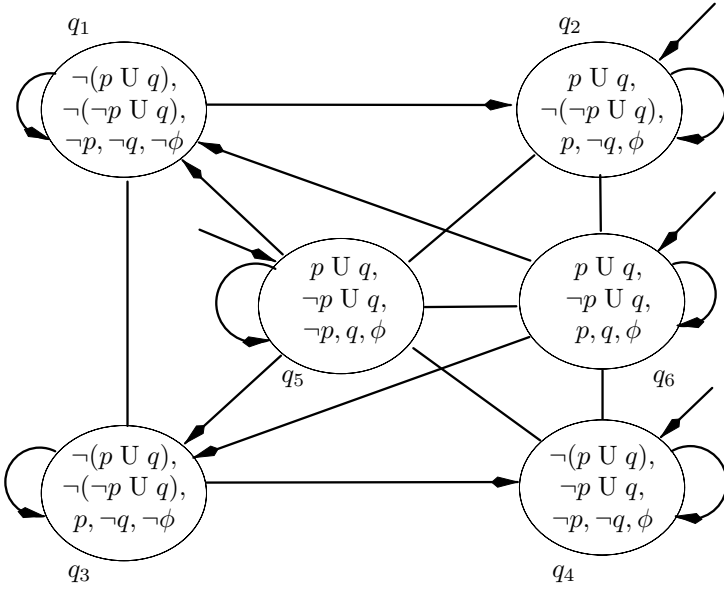 q1
q2
¬(p U q),
¬(¬p U q),
¬p, ¬q, ¬ϕ
p U q,
¬(¬p U q),
p, ¬q, ϕ
p U q,
¬p U q,
¬p, q, ϕ
p U q,
¬p U q,
p, q, ϕ
q5
q6
¬(p U q),
¬(¬p U q),
p, ¬q, ¬ϕ
¬(p U q),
¬p U q,
¬p, ¬q, ϕ
q3
q4